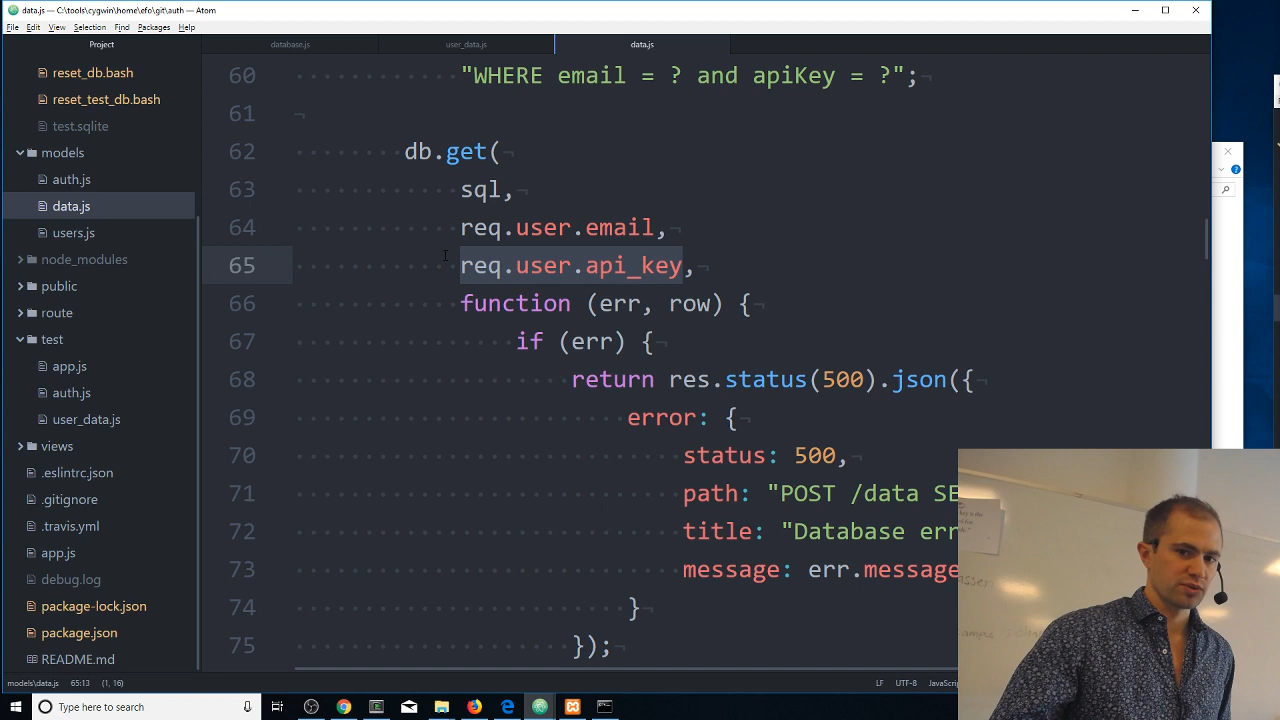 data.js — C:\tools\cygwin\home\efo\git\auth — Atom
File Edit View Selection Find Packages Help
Project
database.js
user_data.js
data.js
reset_db.bash
reset_test_db.bash
test.sqlite
models
auth.js
data.js
users.js
node_modules
public
route
test
app.js
auth.js
user_data.js
views
.eslintrc.json
.gitignore
.travis.yml
app.js
debug.log
package-lock.json
package.json
README.md
60 "WHERE email = ? and apiKey = ?";
61
62 db.get(
63 sql,
64 req.user.email,
65 req.user.api_key,
66 function (err, row) {
67 if (err) {
68 return res.status(500).json({
69 error: {
70 status: 500,
71 path: "POST /data SE
72 title: "Database err
73 message: err.message
74 }
75 });
models\data.js 65:13 (1, 16)
LF UTF-8 JavaScri
Type here to search